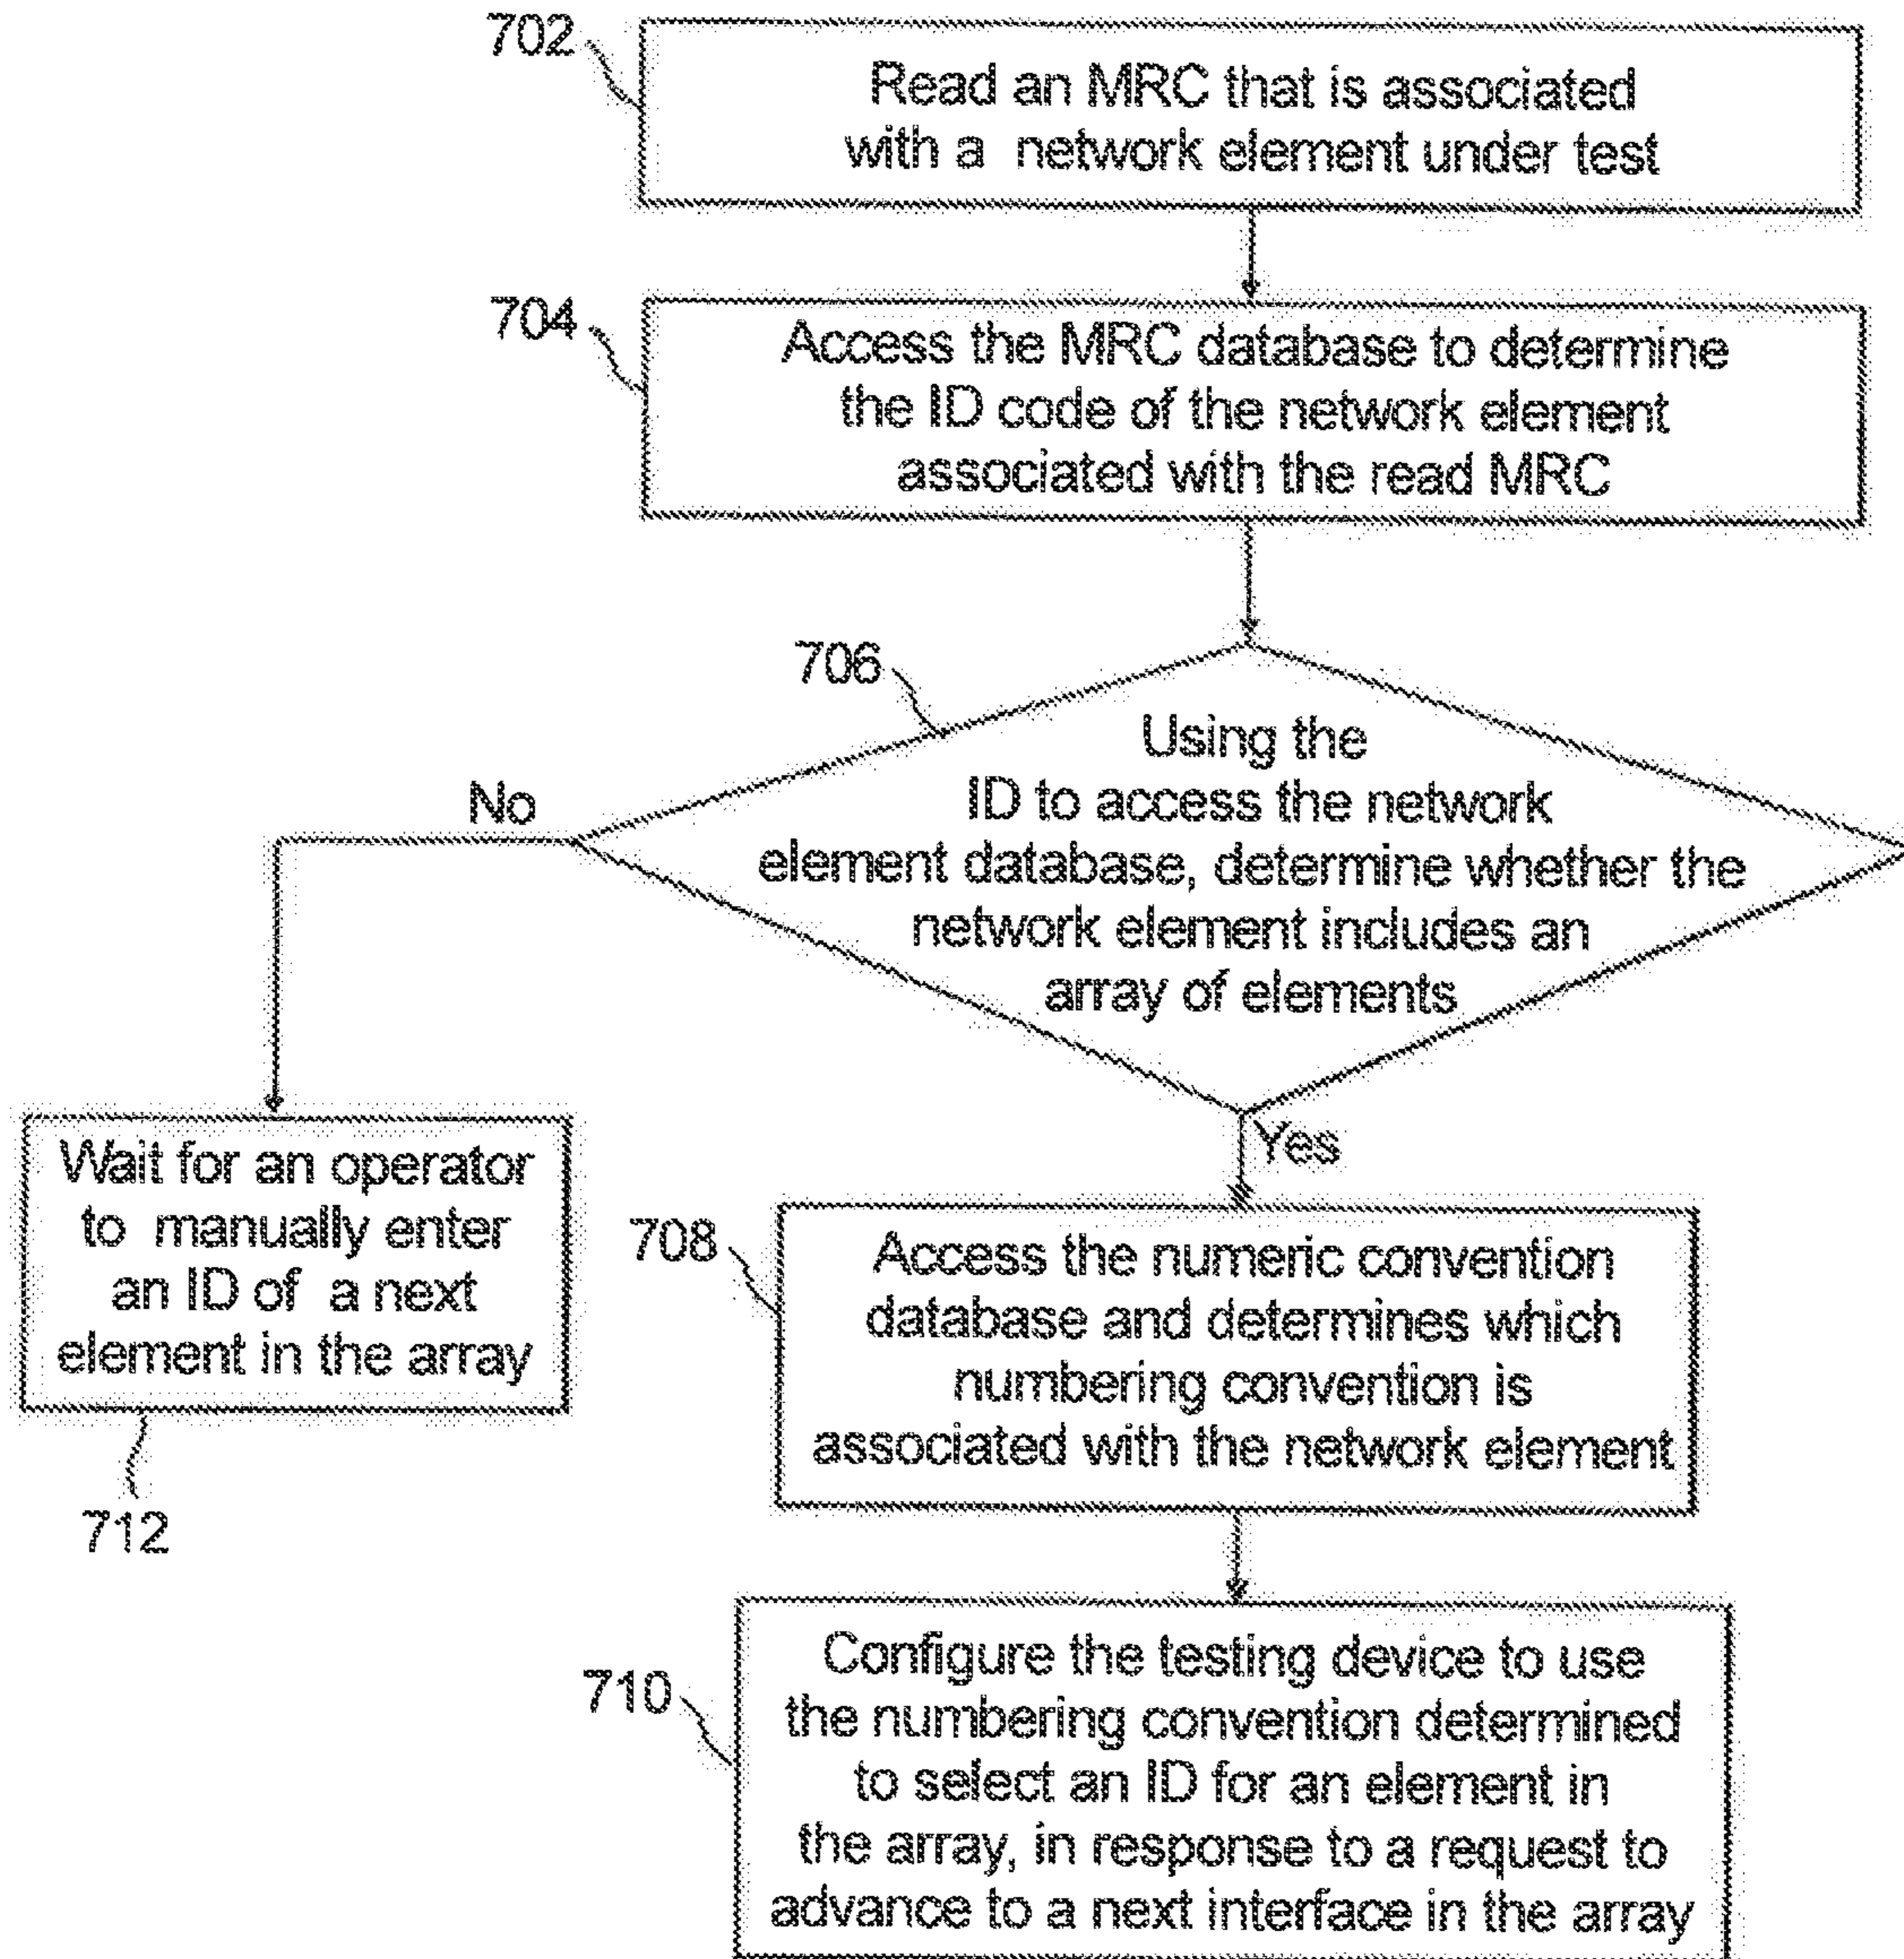 702
Read an MRC that is associated
with a network element under test
704
Access the MRC database to determine
the ID code of the network element
associated with the read MRC
706
Using the
ID to access the network
element database, determine whether the
network element includes an
array of elements
No
Yes
Wait for an operator
to manually enter
an ID of a next
element in the array
712
708
Access the numeric convention
database and determines which
numbering convention is
associated with the network element
710
Configure the testing device to use
the numbering convention determined
to select an ID for an element in
the array, in response to a request to
advance to a next interface in the array